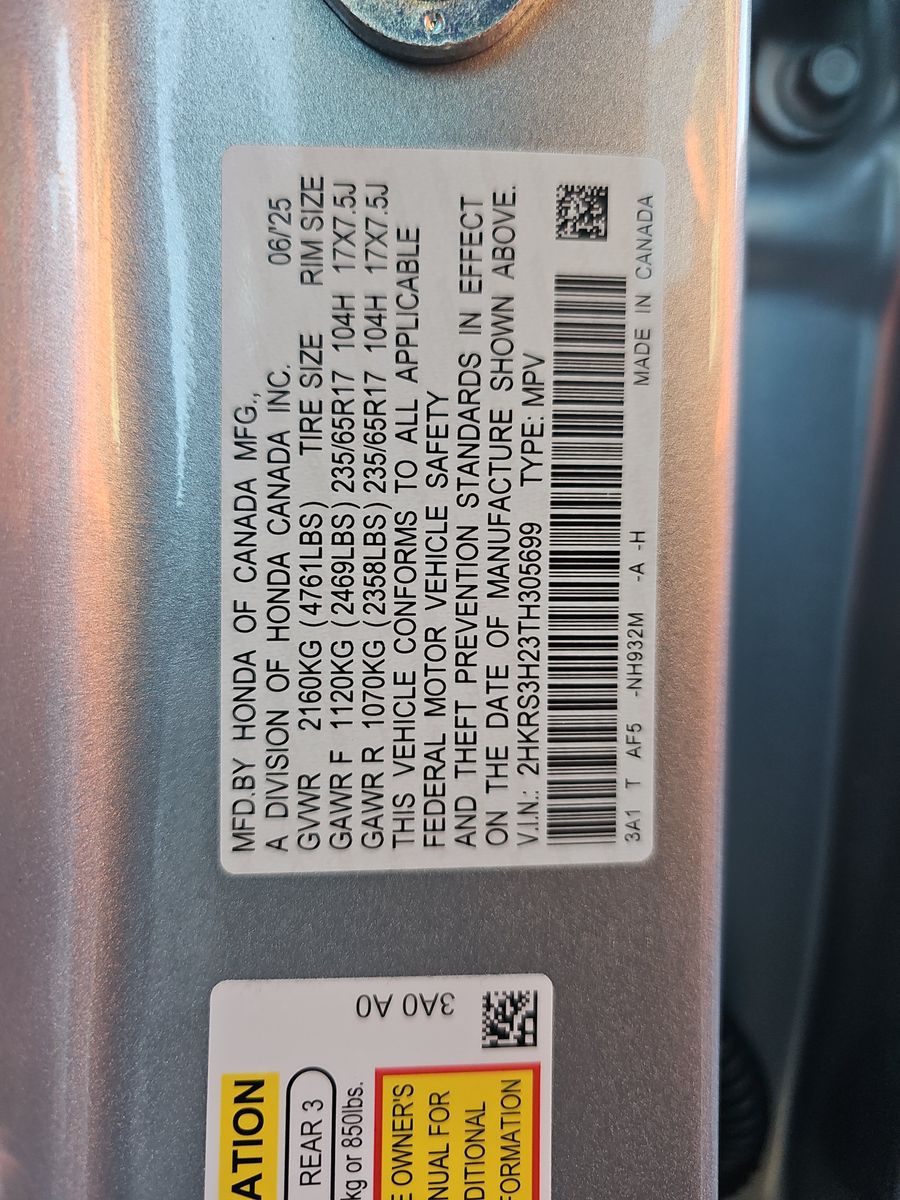 MFD.BY HONDA OF CANADA MFG.,
A DIVISION OF HONDA CANADA INC. 06/'25
GVWR 2160KG (4761LBS) TIRE SIZE RIM SIZE
GAWR F 1120KG (2469LBS) 235/65R17 104H 17X7.5J
GAWR R 1070KG (2358LBS) 235/65R17 104H 17X7.5J
THIS VEHICLE CONFORMS TO ALL APPLICABLE
FEDERAL MOTOR VEHICLE SAFETY
AND THEFT PREVENTION STANDARDS IN EFFECT
ON THE DATE OF MANUFACTURE SHOWN ABOVE.
V.I.N.: 2HKRS3H23TH305699 TYPE: MPV
3A1 T AF5 -NH932M -A -H
MADE IN CANADA
3A0 A0
ATION
REAR 3
kg or 850lbs.
E OWNER'S
NUAL FOR
DITIONAL
FORMATION